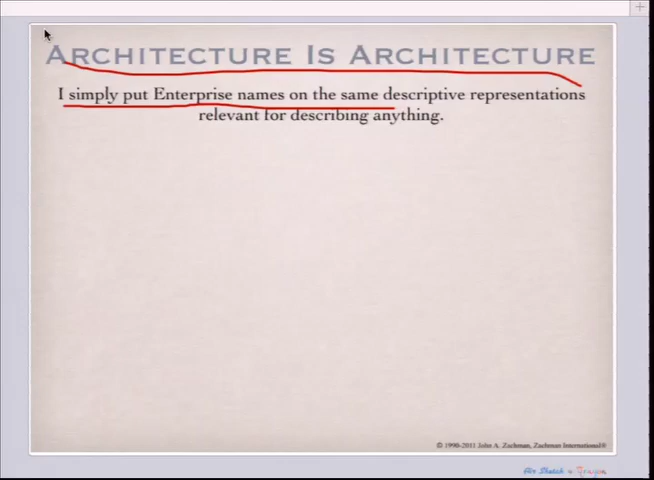 Architecture Is Architecture
I simply put Enterprise names on the same descriptive representations
relevant for describing anything.
© 1990-2011 John A. Zachman, Zachman International®